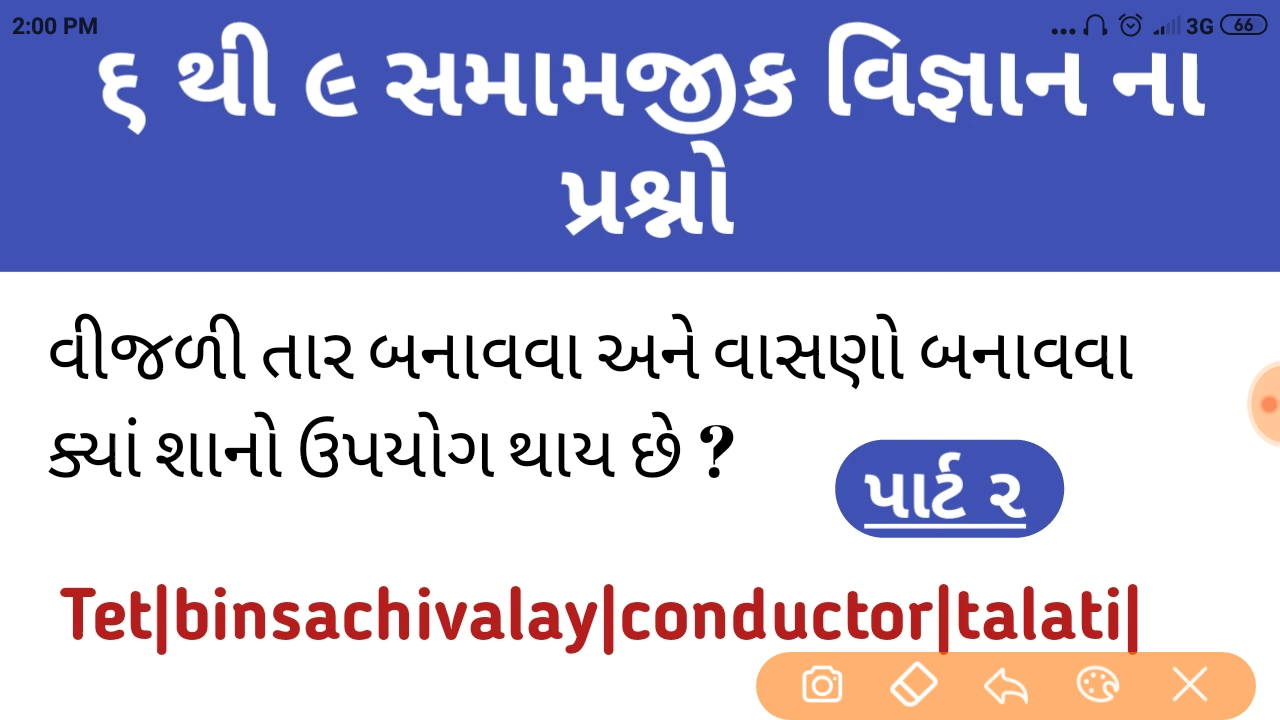 2:00 PM
3G 66
૬ થી ૯ સમામજીક વિજ્ઞાન ના
પ્રશ્નો
વીજળી તાર બનાવવા અને વાસણો બનાવવા
ક્યાં શાનો ઉપયોગ થાય છે ?
પાર્ટ ૨
Tet|binsachivalay|conductor|talati|